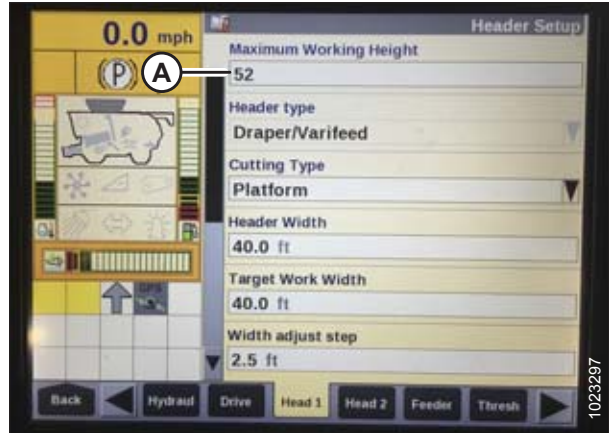 0.0 mph
Header Setup
(P)
A
Maximum Working Height
52
Header type
Draper/Varifeed
Cutting Type
Platform
Header Width
40.0 ft
Target Work Width
40.0 ft
Width adjust step
2.5 ft
Back
Hydraul
Drive
Head 1
Head 2
Feeder
Thresh
1023297